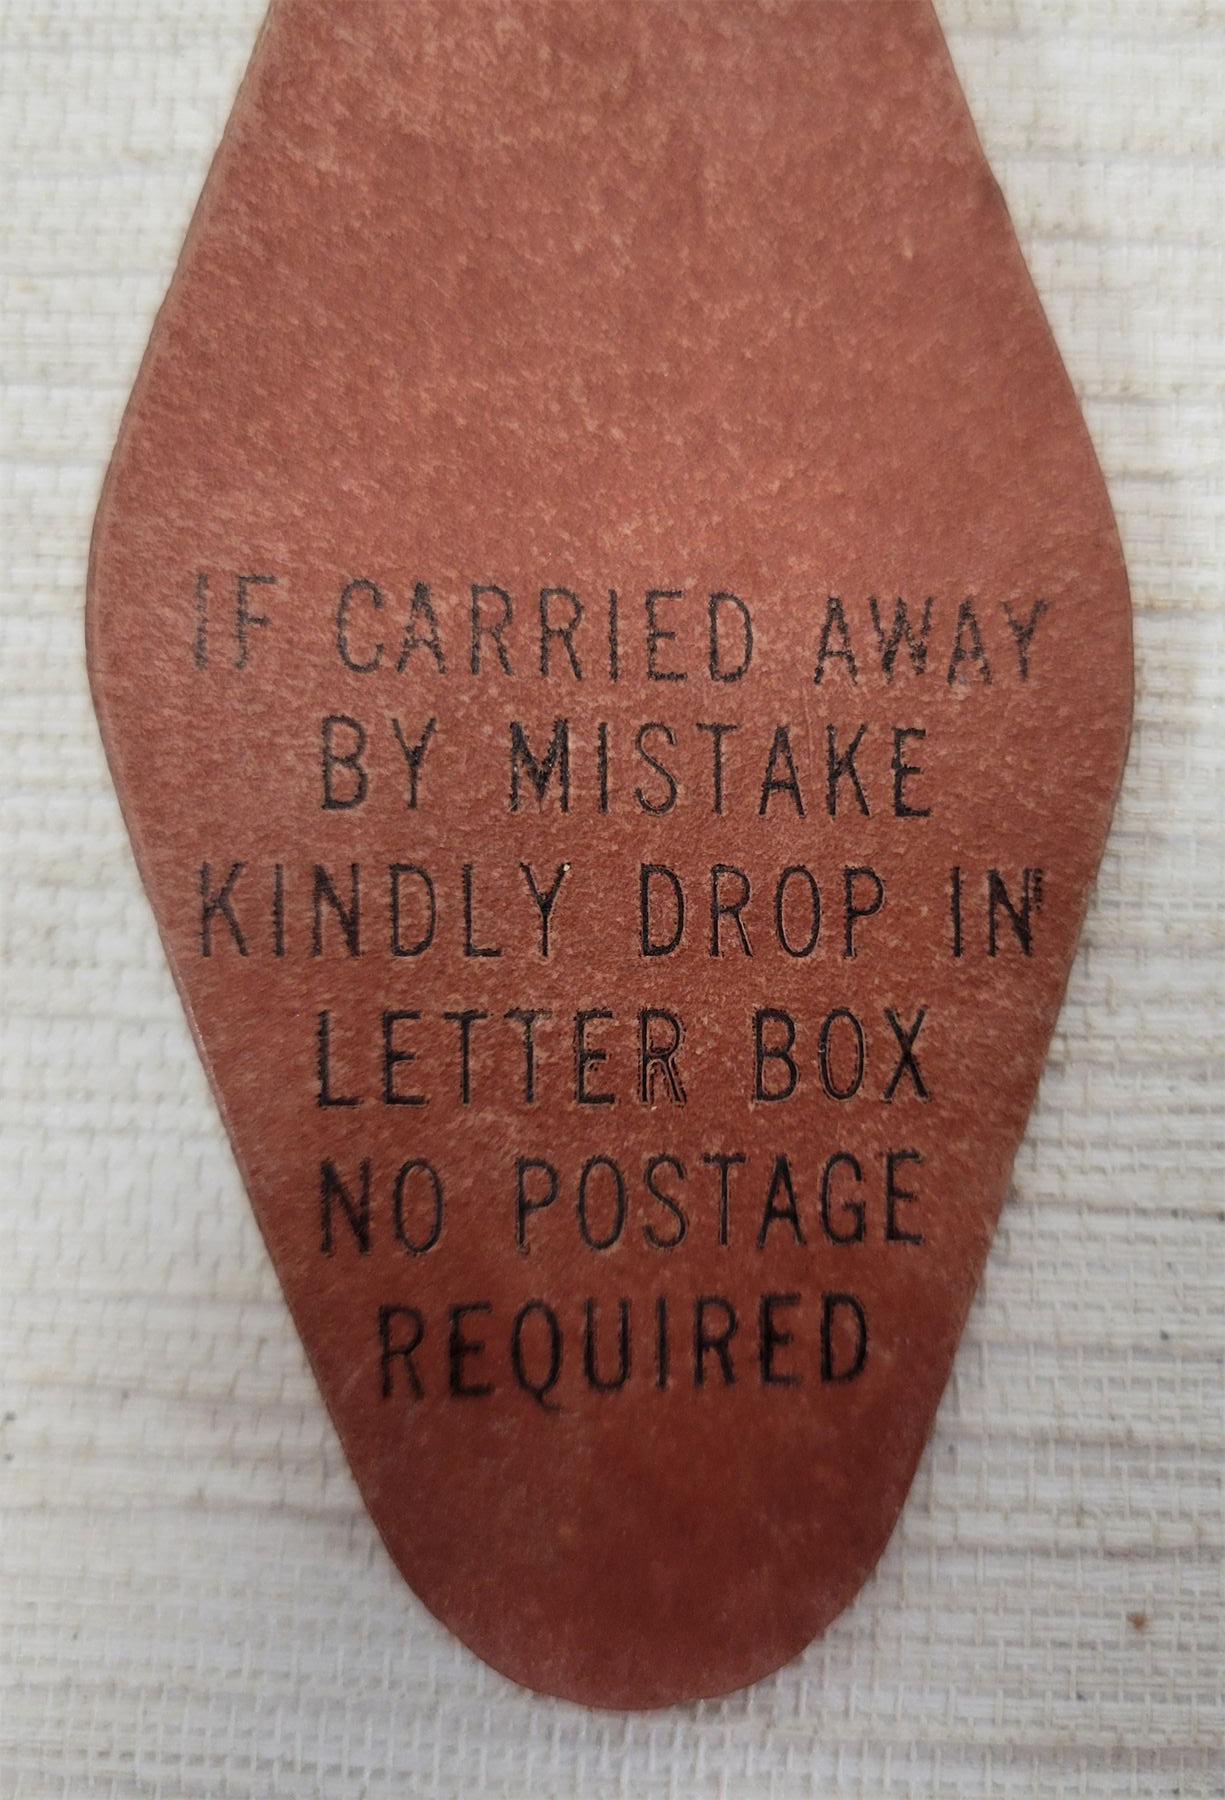 IF CARRIED AWAY
BY MISTAKE
KINDLY DROP IN
LETTER BOX
NO POSTAGE
REQUIRED